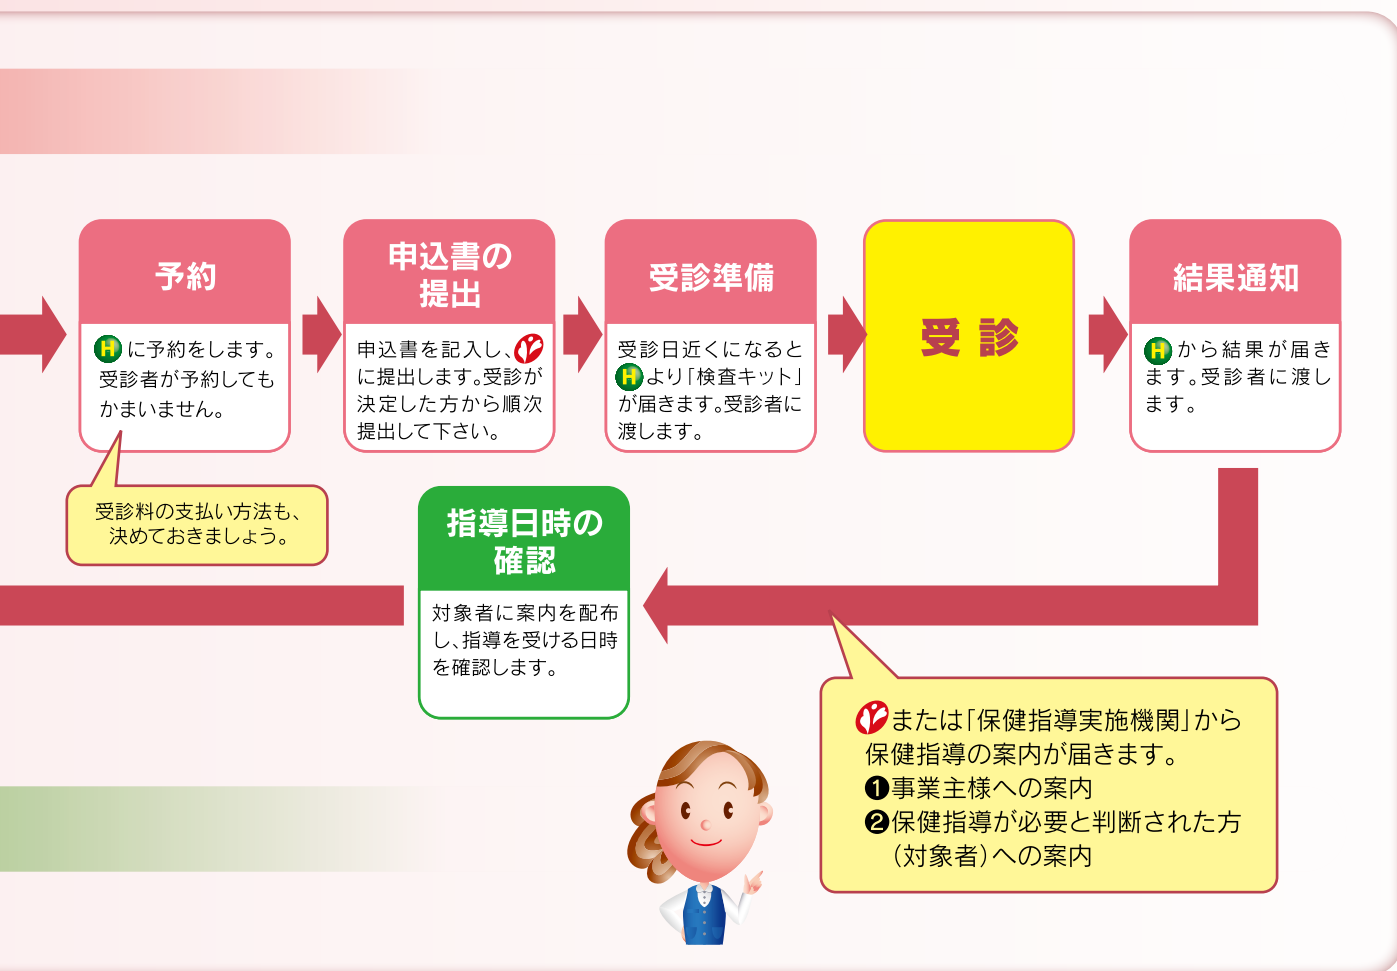 予約
Hに予約をします。
受診者が予約しても
かまいません。
受診料の支払い方法も、
決めておきましょう。
申込書の
提出
申込書を記入し、
に提出します。受診が
決定した方から順次
提出して下さい。
受診準備
受診日近くになると
Hより「検査キット」
が届きます。受診者に
渡します。
受診
結果通知
Hから結果が届き
ます。受診者に渡し
ます。
指導日時の
確認
対象者に案内を配布
し、指導を受ける日時
を確認します。
または「保健指導実施機関」から
保健指導の案内が届きます。
❶事業主様への案内
❷保健指導が必要と判断された方
（対象者）への案内